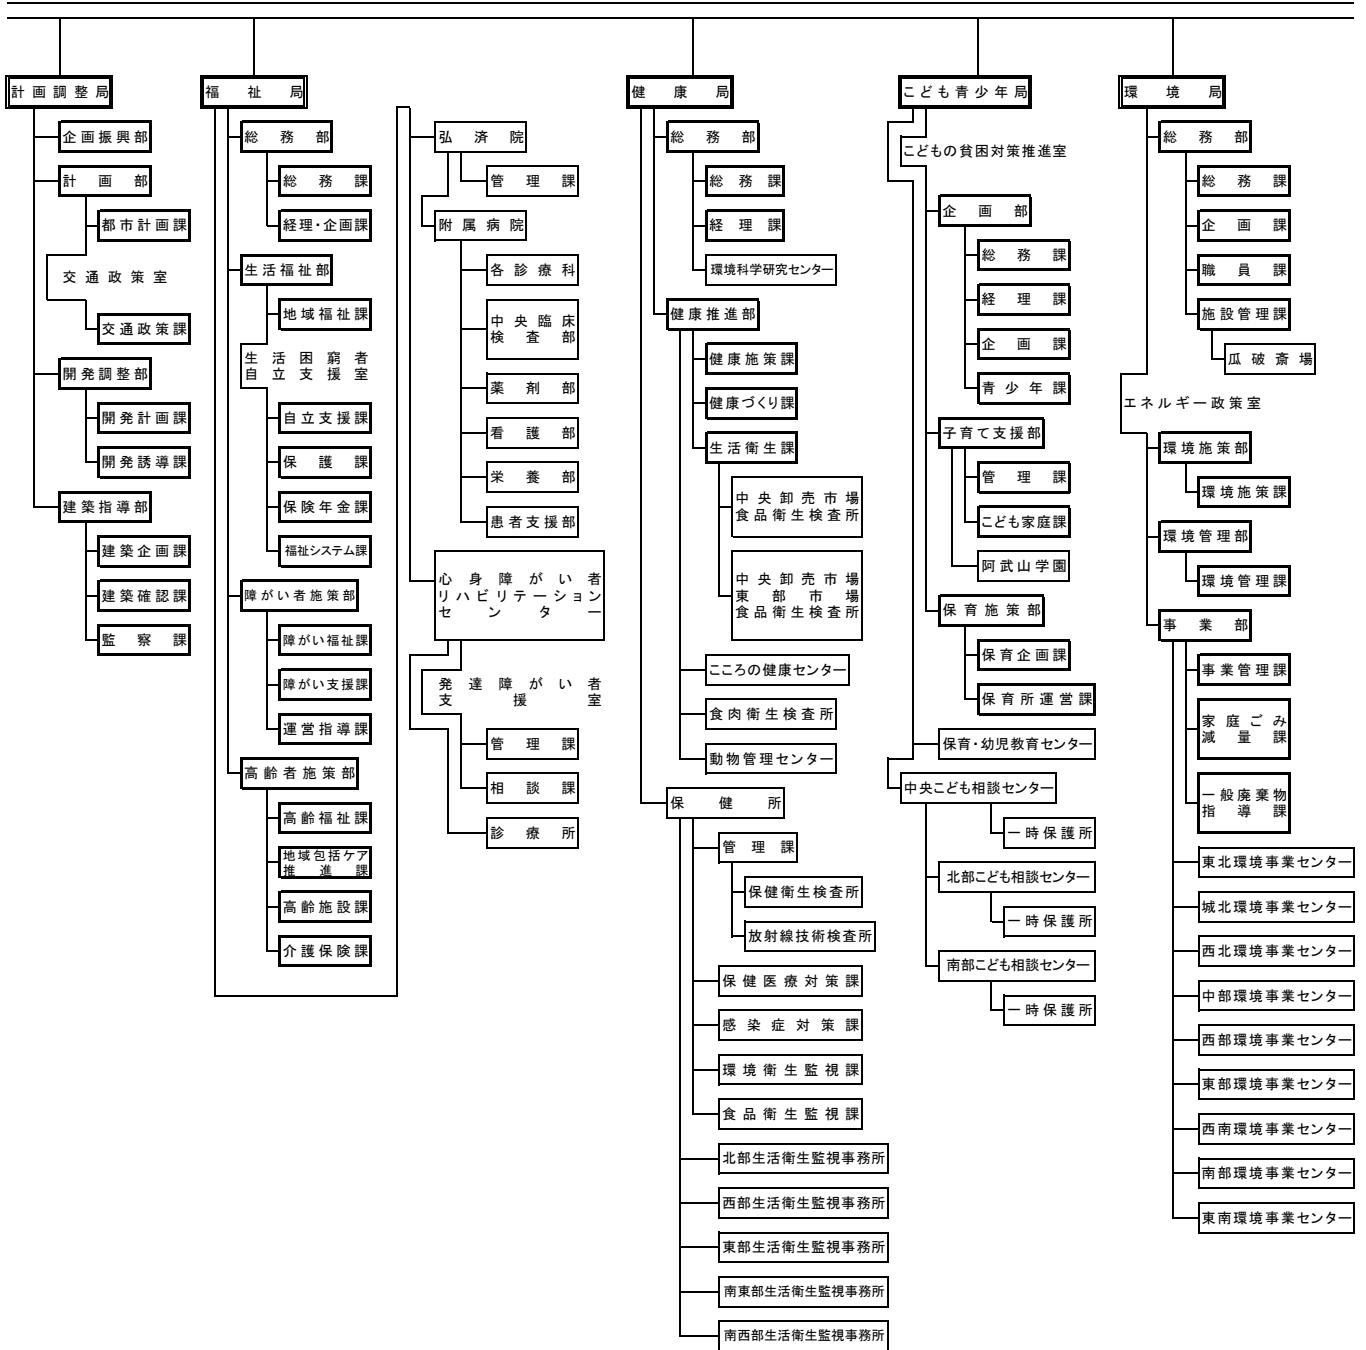 計画調整局
企画振興部
計画部
都市計画課
交通政策室
交通政策課
開発調整部
開発計画課
開発誘導課
建築指導部
建築企画課
建築確認課
監察課
福祉局
総務部
総務課
経理・企画課
生活福祉部
地域福祉課
生活困窮者
自立支援室
自立支援課
保護課
保険年金課
福祉システム課
障がい者施策部
障がい福祉課
障がい支援課
運営指導課
高齢者施策部
高齢福祉課
地域包括ケア
推進課
高齢施設課
介護保険課
弘済院
管理課
附属病院
各診療科
中央臨床
検査部
薬剤部
看護部
栄養部
患者支援部
心身障がい者
リハビリテーション
センター
発達障がい者
支援室
管理課
相談課
診療所
健康局
総務部
総務課
経理課
環境科学研究センター
健康推進部
健康施策課
健康づくり課
生活衛生課
中央卸売市場
食品衛生検査所
中央卸売市場
東部市場
食品衛生検査所
こころの健康センター
食肉衛生検査所
動物管理センター
保健所
管理課
保健衛生検査所
放射線技術検査所
保健医療対策課
感染症対策課
環境衛生監視課
食品衛生監視課
北部生活衛生監視事務所
西部生活衛生監視事務所
東部生活衛生監視事務所
南東部生活衛生監視事務所
南西部生活衛生監視事務所
こども青少年局
こどもの貧困対策推進室
企画部
総務課
経理課
企画課
青少年課
子育て支援部
管理課
こども家庭課
阿武山学園
保育施策部
保育企画課
保育所運営課
保育・幼児教育センター
中央こども相談センター
一時保護所
北部こども相談センター
一時保護所
南部こども相談センター
一時保護所
環境局
総務部
総務課
企画課
職員課
施設管理課
瓜破斎場
エネルギー政策室
環境施策部
環境施策課
環境管理部
環境管理課
事業部
事業管理課
家庭ごみ
減量課
一般廃棄物
指導課
東北環境事業センター
城北環境事業センター
西北環境事業センター
中部環境事業センター
西部環境事業センター
東部環境事業センター
西南環境事業センター
南部環境事業センター
東南環境事業センター